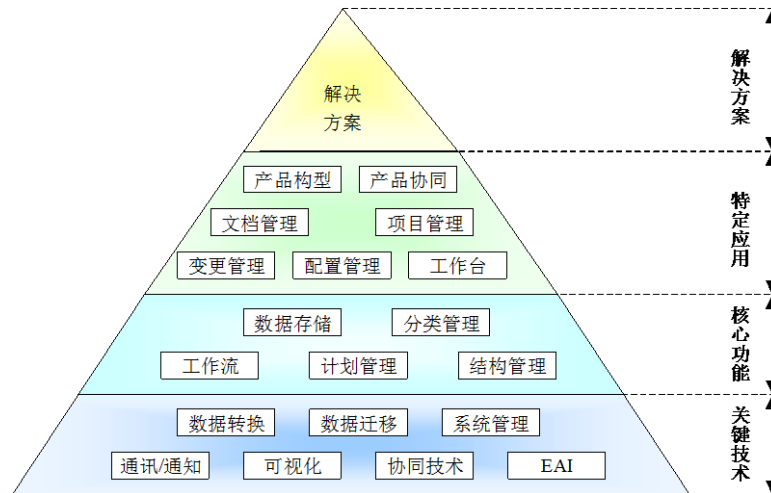 解决
方案
产品构型 产品协同
文档管理 项目管理
变更管理 配置管理 工作台
数据存储 分类管理
工作流 计划管理 结构管理
数据转换 数据迁移 系统管理
通讯/通知 可视化 协同技术 EAI
解决方案
特定应用
核心功能
关键技术